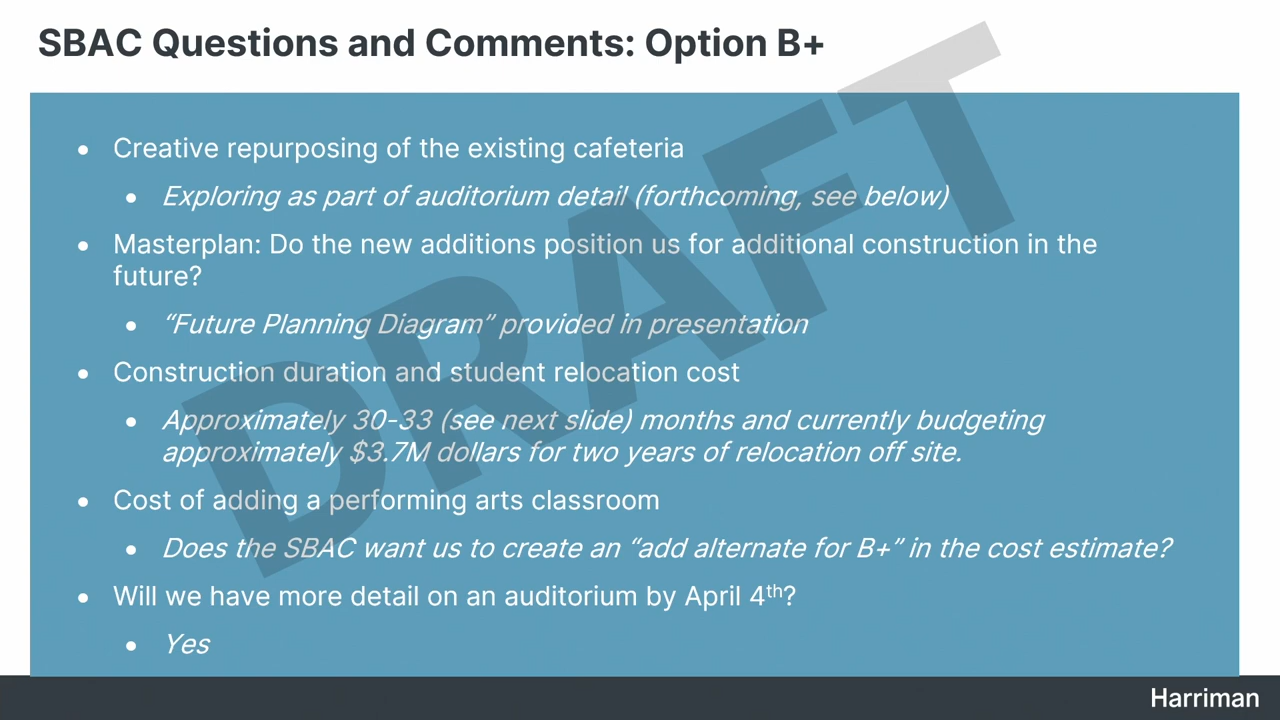 SBAC Questions and Comments: Option B+
• Creative repurposing of the existing cafeteria
• Exploring as part of auditorium detail (forthcoming, see below)
• Masterplan: Do the new additions position us for additional construction in the
future?
• “Future Planning Diagram” provided in presentation
• Construction duration and student relocation cost
• Approximately 30-33 (see next slide) months and currently budgeting
approximately $3.7M dollars for two years of relocation off site.
• Cost of adding a performing arts classroom
• Does the SBAC want us to create an “add alternate for B+” in the cost estimate?
• Will we have more detail on an auditorium by April 4th?
• Yes
DRAFT
Harriman